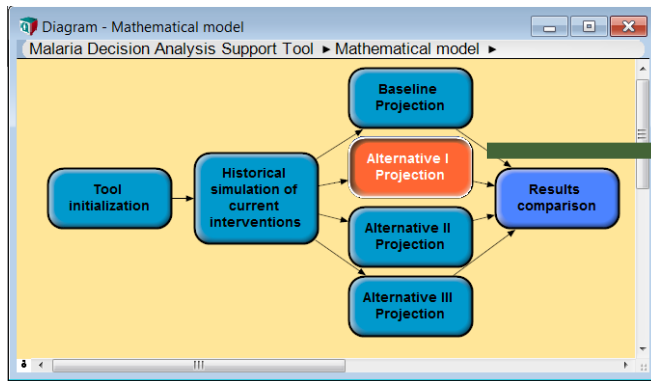 Diagram - Mathematical model
Malaria Decision Analysis Support Tool ▸ Mathematical model ▸
Baseline
Projection
Alternative I
Projection
Tool
initialization
Historical
simulation of
current
interventions
Results
comparison
Alternative II
Projection
Alternative III
Projection